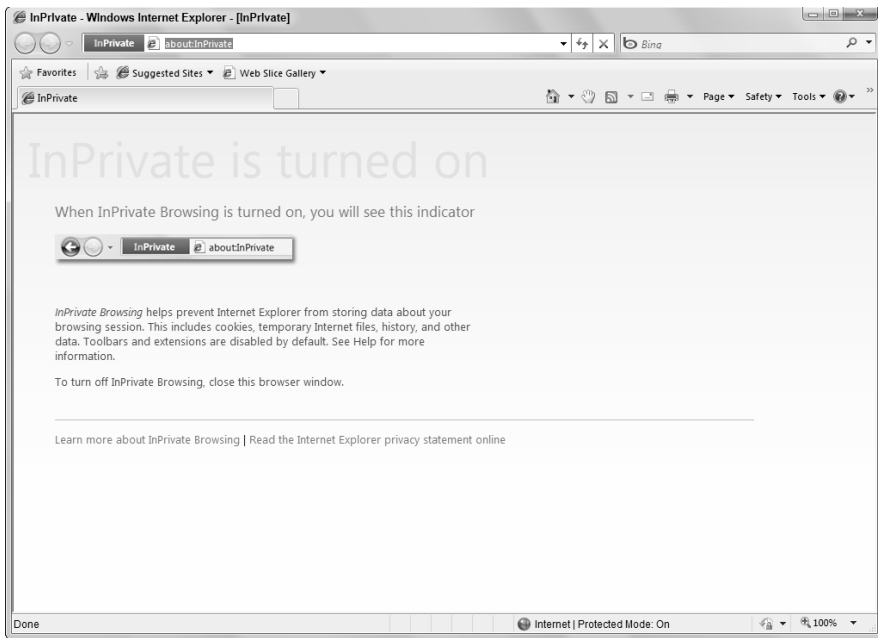 InPrivate - Windows Internet Explorer - [InPrivate]
InPrivate about:InPrivate Bing
Favorites Suggested Sites Web Slice Gallery
InPrivate Page Safety Tools
InPrivate is turned on
When InPrivate Browsing is turned on, you will see this indicator
InPrivate about:InPrivate
InPrivate Browsing helps prevent Internet Explorer from storing data about your
browsing session. This includes cookies, temporary Internet files, history, and other
data. Toolbars and extensions are disabled by default. See Help for more
information.
To turn off InPrivate Browsing, close this browser window.
Learn more about InPrivate Browsing | Read the Internet Explorer privacy statement online
Done Internet | Protected Mode: On 100%